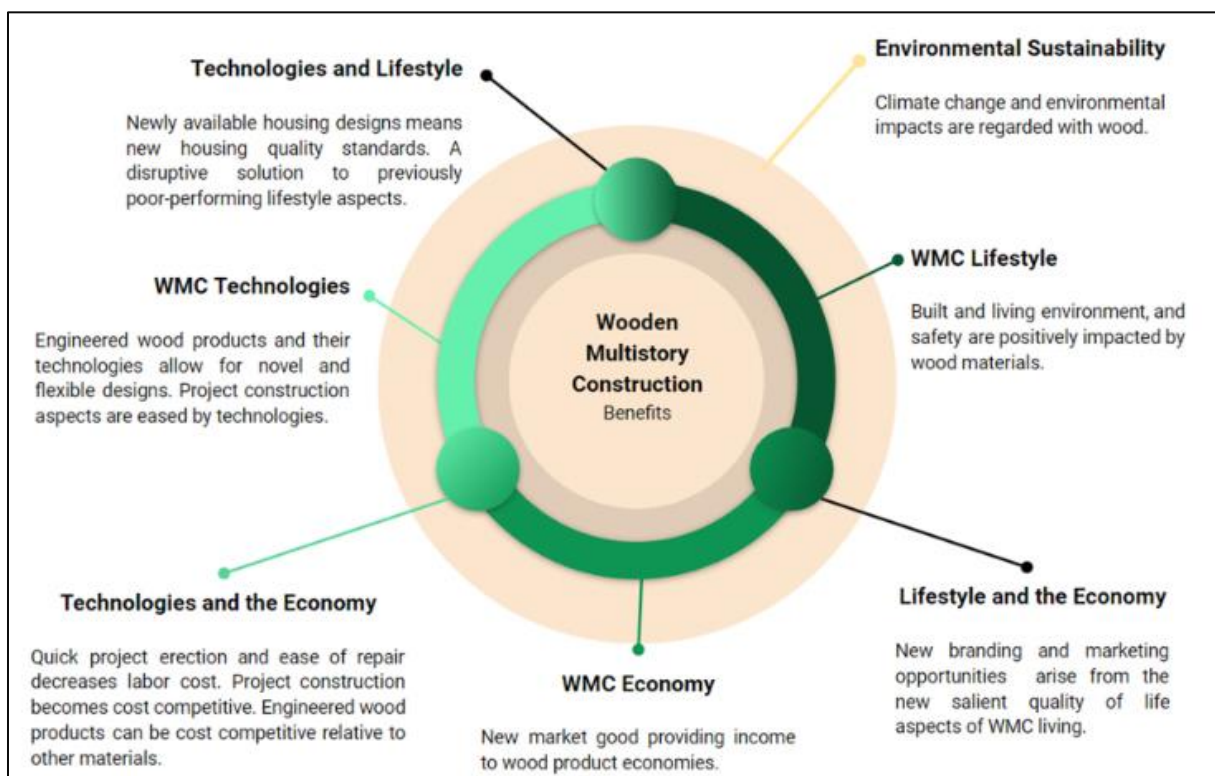 Technologies and Lifestyle
Newly available housing designs means
new housing quality standards. A
disruptive solution to previously
poor-performing lifestyle aspects.
Environmental Sustainability
Climate change and environmental
impacts are regarded with wood.
WMC Technologies
Engineered wood products and their
technologies allow for novel and
flexible designs. Project construction
aspects are eased by technologies.
Wooden
Multistory
Construction
Benefits
WMC Lifestyle
Built and living environment, and
safety are positively impacted by
wood materials.
Technologies and the Economy
Quick project erection and ease of repair
decreases labor cost. Project construction
becomes cost competitive. Engineered wood
products can be cost competitive relative to
other materials.
WMC Economy
New market good providing income
to wood product economies.
Lifestyle and the Economy
New branding and marketing
opportunities arise from the
new salient quality of life
aspects of WMC living.